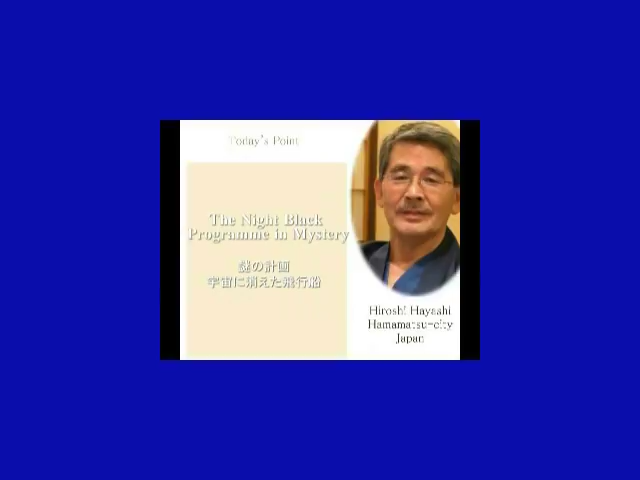 Today's Point
The Night Black
Programme in Mystery
謎の計画
宇宙に消えた飛行船
Hiroshi Hayashi
Hamamatsu-city
Japan